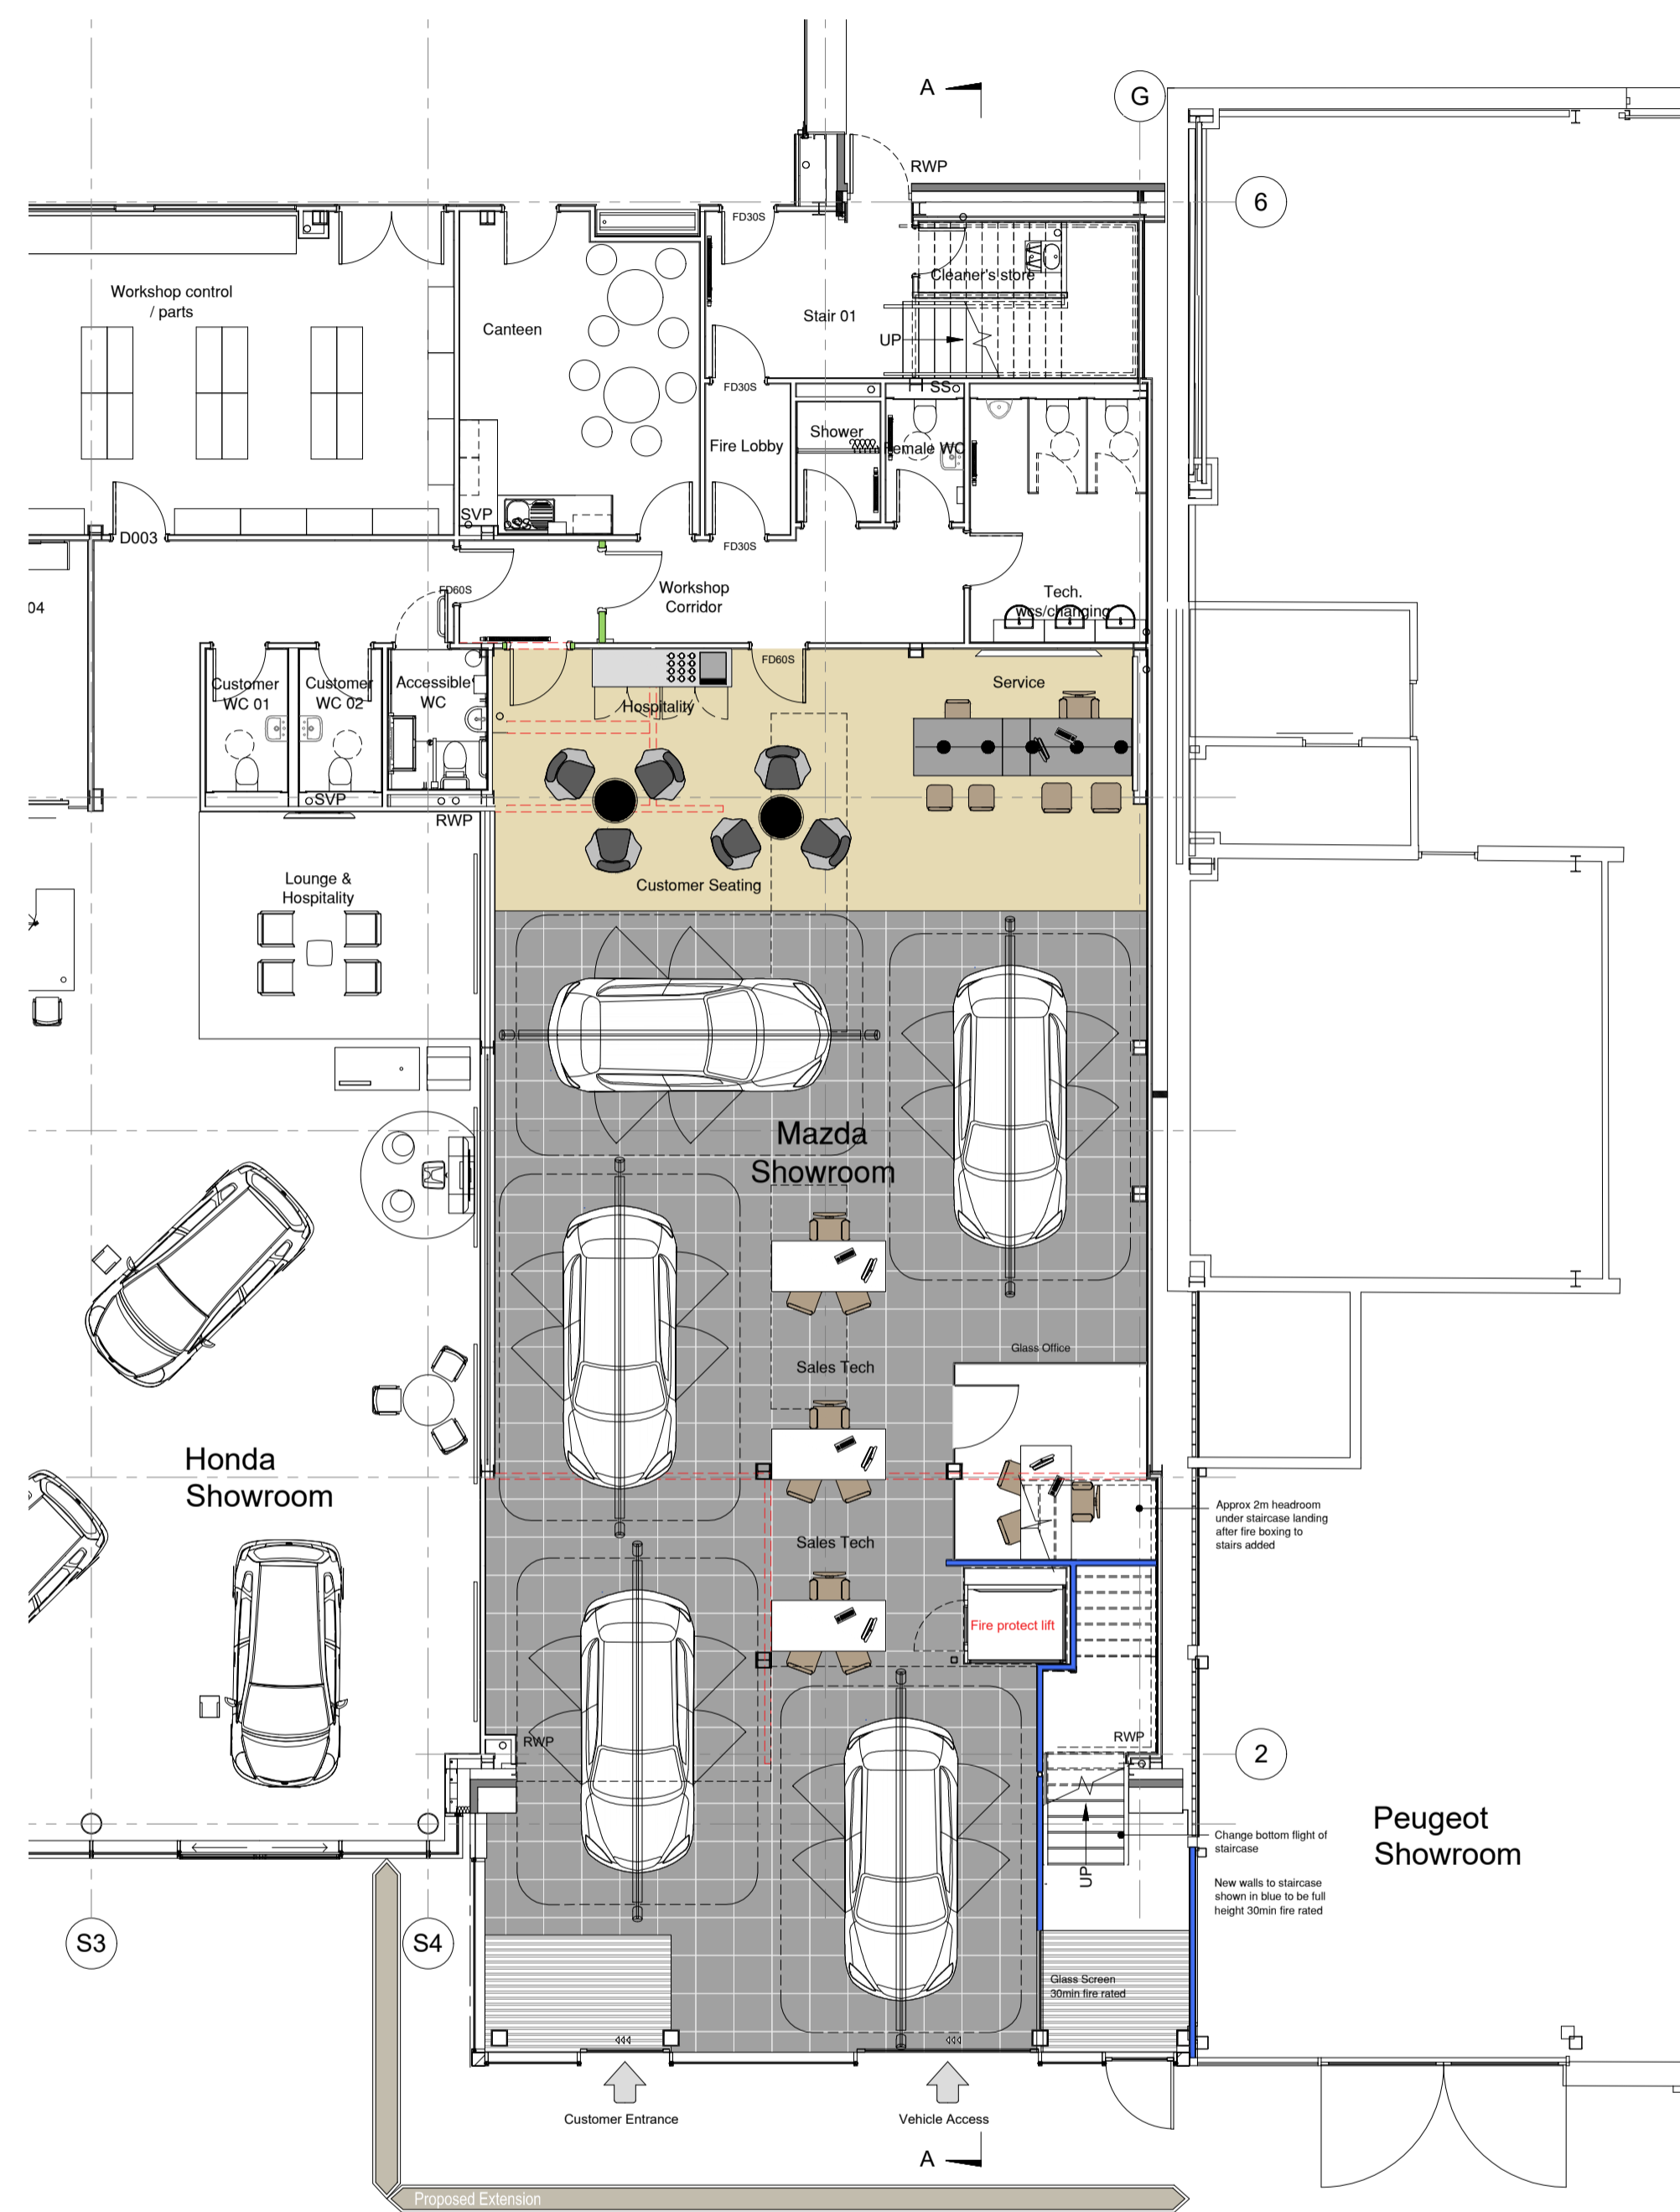 A
G
RWP
6
FD30S
Workshop control
/ parts
Canteen
Stair 01
Cleaner's store
UP
FD30S
SS
Fire Lobby
Shower
Female WC
SVP
D003
FD30S
FD60S
Workshop
Corridor
Tech.
wcs/changing
04
FD60S
Customer
WC 01
Customer
WC 02
Accessible
WC
Hospitality
Service
SVP
RWP
Lounge &
Hospitality
Customer Seating
Mazda
Showroom
Glass Office
Sales Tech
Honda
Showroom
Approx 2m headroom
under staircase landing
after fire boxing to
stairs added
Sales Tech
Fire protect lift
RWP
RWP
2
Peugeot
Showroom
Change bottom flight of
staircase
UP
New walls to staircase
shown in blue to be full
height 30min fire rated
S3
S4
Glass Screen
30min fire rated
Customer Entrance
Vehicle Access
A
Proposed Extension